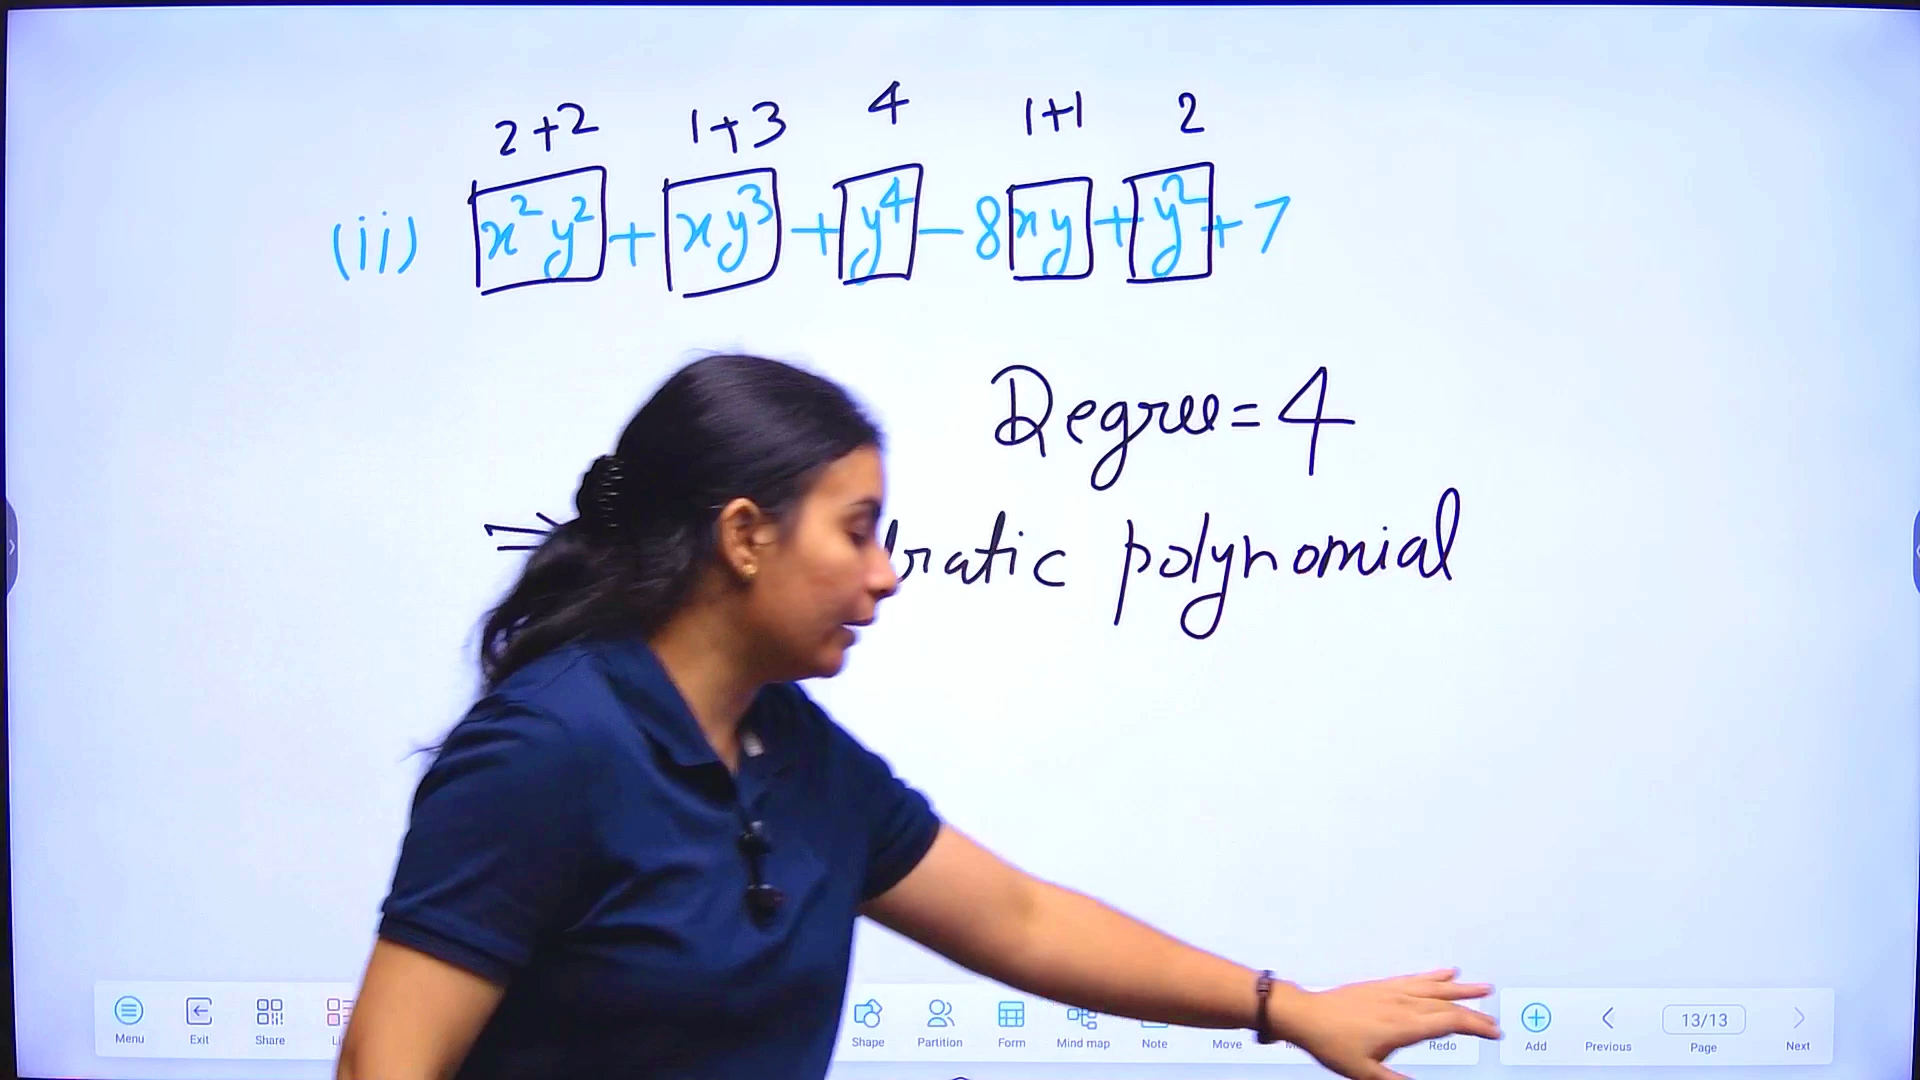 2+2 1+3 4 1+1 2
(ii) x²y² + xy³ + y⁴ - 8xy + y² + 7
Degree = 4
⇒ polynomial
Menu Exit Share Shape Partition Form Mind map Note Move Redo Add Previous 13/13 Page Next